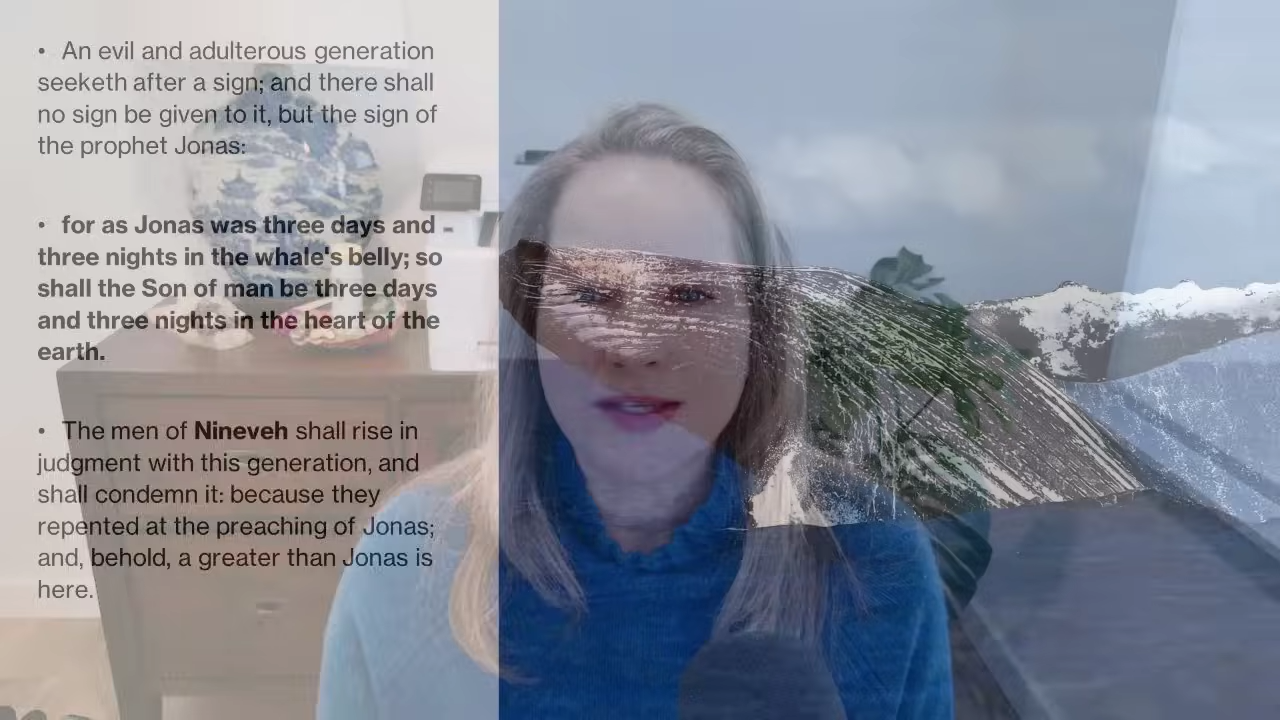 • An evil and adulterous generation
seeketh after a sign; and there shall
no sign be given to it, but the sign of
the prophet Jonas:
• for as Jonas was three days and
three nights in the whale's belly; so
shall the Son of man be three days
and three nights in the heart of the
earth.
• The men of Nineveh shall rise in
judgment with this generation, and
shall condemn it: because they
repented at the preaching of Jonas;
and, behold, a greater than Jonas is
here.